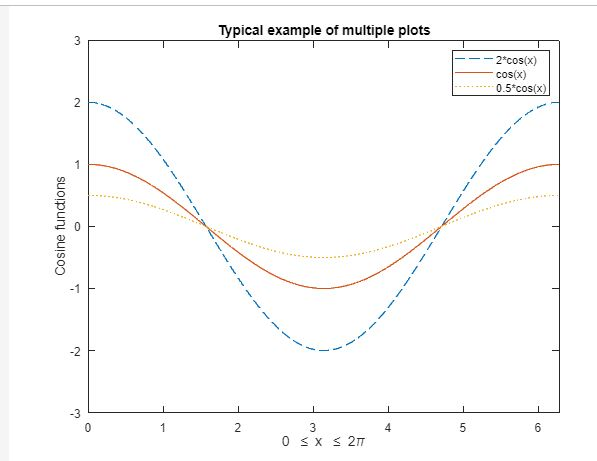 Typical example of multiple plots
3
2*cos(x)
cos(x)
0.5*cos(x)
2
1
0
-1
-2
-3
Cosine functions
0 1 2 3 4 5 6
0 ≤ x ≤ 2π